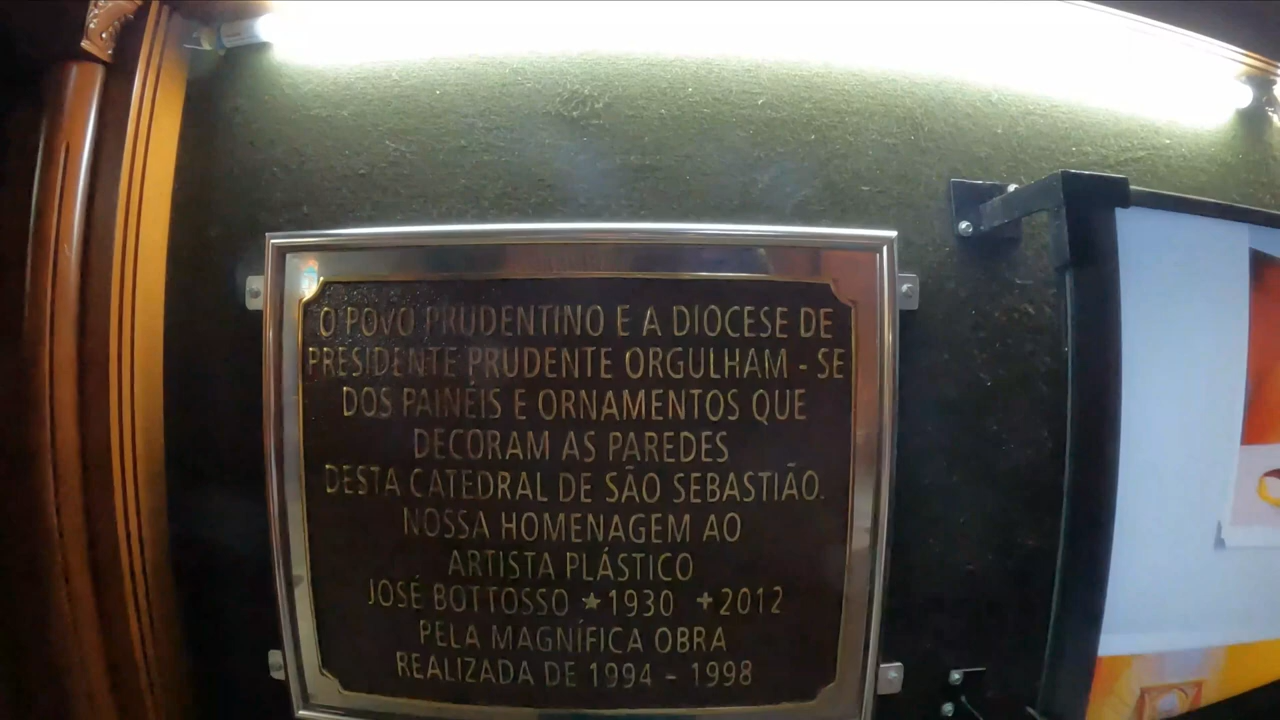 O POVO PRUDENTINO E A DIOCESE DE
PRESIDENTE PRUDENTE ORGULHAM - SE
DOS PAINÉIS E ORNAMENTOS QUE
DECORAM AS PAREDES
DESTA CATEDRAL DE SÃO SEBASTIÃO.
NOSSA HOMENAGEM AO
ARTISTA PLÁSTICO
JOSÉ BOTTOSSO ★1930 +2012
PELA MAGNÍFICA OBRA
REALIZADA DE 1994 - 1998